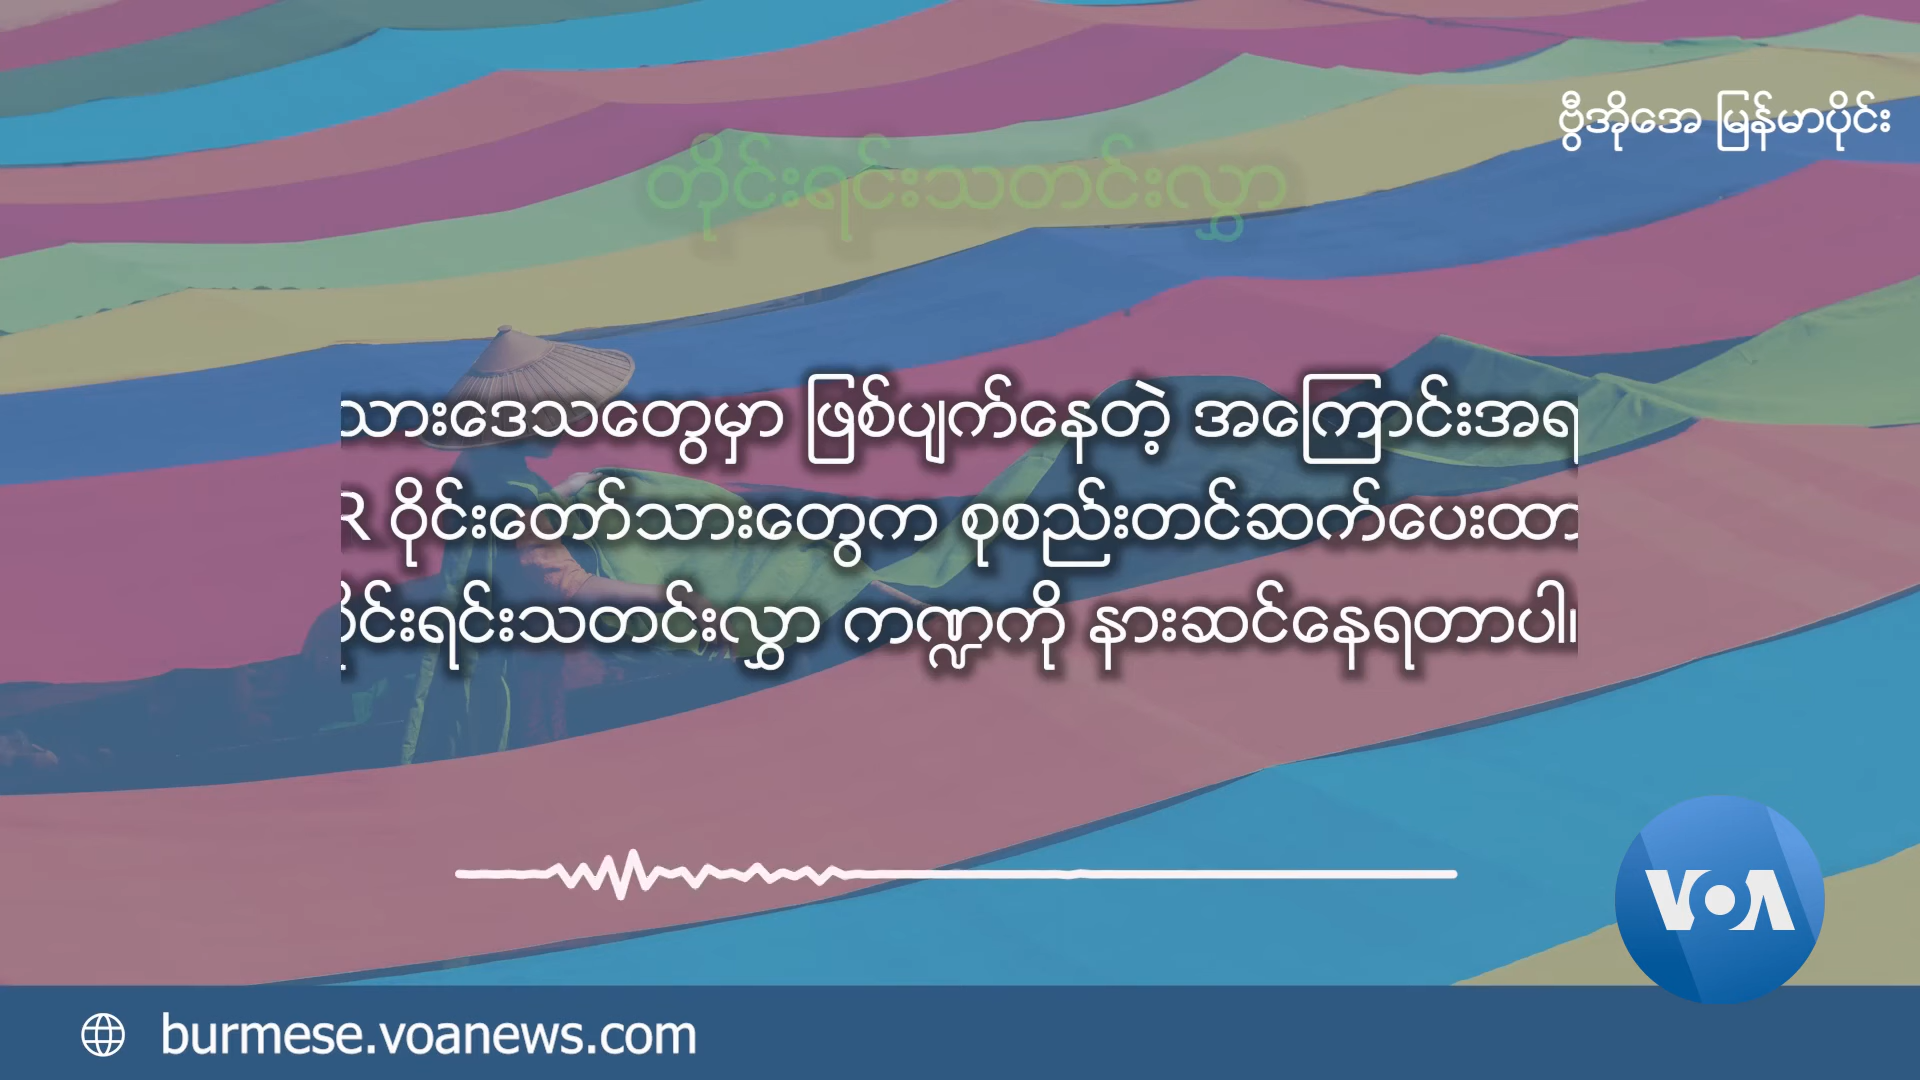 ဗွီအိုအေ မြန်မာပိုင်း
တိုင်းရင်းသတင်းလွှာ
သားဒေသတွေမှာ ဖြစ်ပျက်နေတဲ့ အကြောင်းအရ
R ဝိုင်းတော်သားတွေက စုစည်းတင်ဆက်ပေးထာ
ိုင်းရင်းသတင်းလွှာ ကဏ္ဍကို နားဆင်နေရတာပါ၊
VOA
burmese.voanews.com